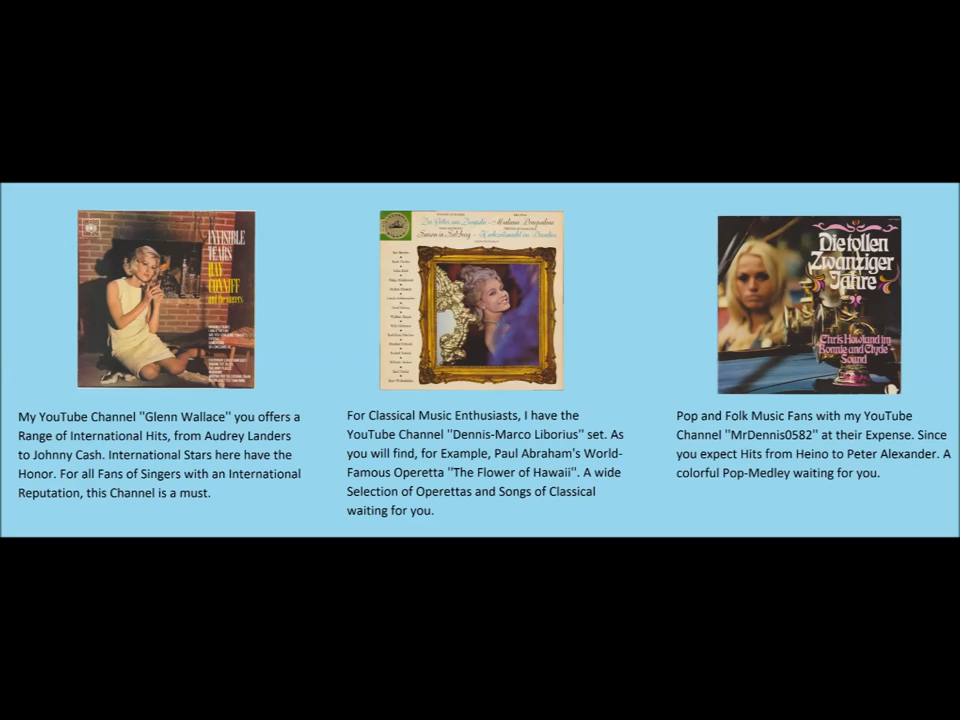 INVISIBLE
TEARS
RAY
CONNIFF
and the singers
Die tollen
Zwanziger
Jahre
Chris Howland im
Bonnie and Clyde-
Sound
My YouTube Channel "Glenn Wallace" you offers a
Range of International Hits, from Audrey Landers
to Johnny Cash. International Stars here have the
Honor. For all Fans of Singers with an International
Reputation, this Channel is a must.
For Classical Music Enthusiasts, I have the
YouTube Channel "Dennis-Marco Liborius" set. As
you will find, for Example, Paul Abraham's World-
Famous Operetta "The Flower of Hawaii". A wide
Selection of Operettas and Songs of Classical
waiting for you.
Pop and Folk Music Fans with my YouTube
Channel "MrDennis0582" at their Expense. Since
you expect Hits from Heino to Peter Alexander. A
colorful Pop-Medley waiting for you.